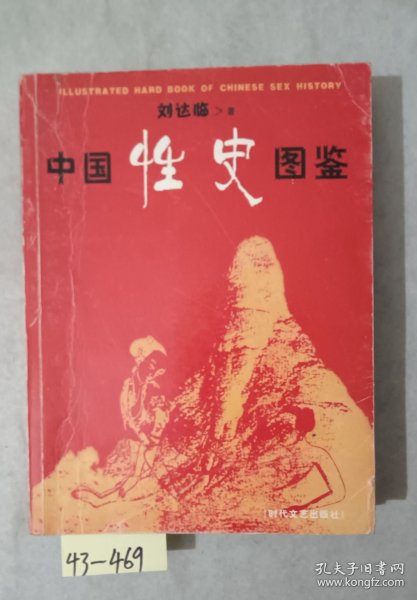 ILLUSTRATED HARD BOOK OF CHINESE SEX HISTORY
刘达临>著
中国性史图鉴
[时代文艺出版社]
43-469
孔夫子旧书网
www.kongfz.com